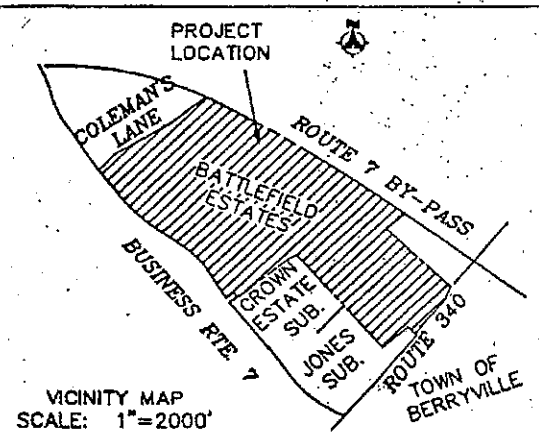 PROJECT
LOCATION
N
COLEMAN'S
LANE
ROUTE 7 BY-PASS
BATTLEFIELD
ESTATES
BUSINESS RTE. 7
CROWN
ESTATE
SUB.
JONES
SUB.
ROUTE 340
TOWN OF
BERRYVILLE
VICINITY MAP
SCALE: 1"=2000'